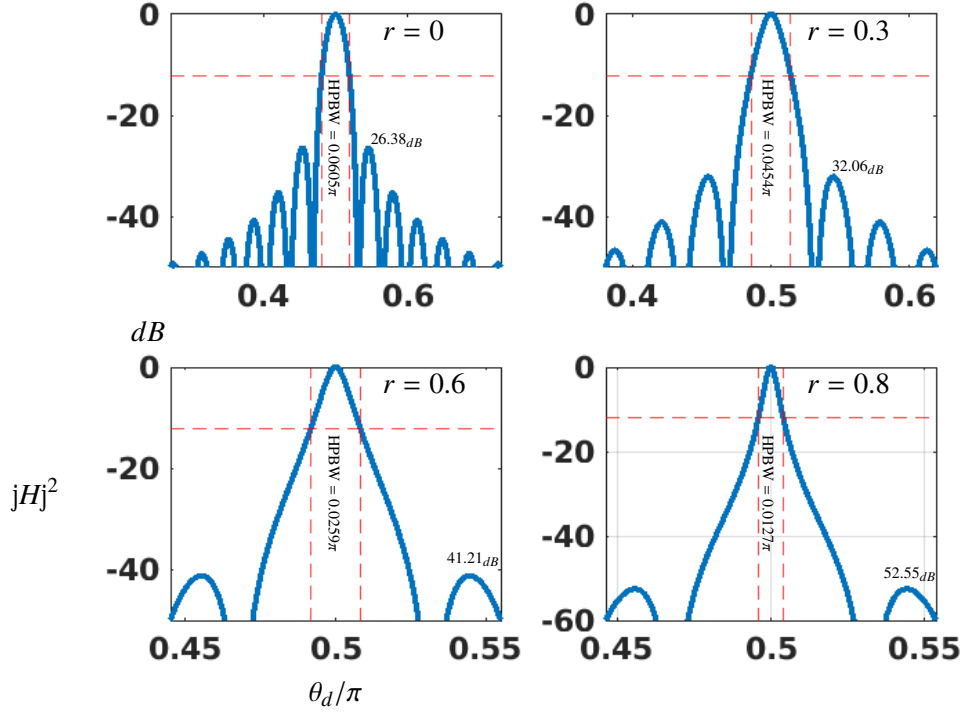 0
-20
-40
0.4
0.6
r = 0
HPBW = 0.0605π
26.38dB
0
-20
-40
0.4
0.5
0.6
r = 0.3
HPBW = 0.0454π
32.06dB
dB
0
-20
-40
0.45
0.5
0.55
r = 0.6
HPBW = 0.0259π
41.21dB
0
-20
-40
-60
0.45
0.5
0.55
r = 0.8
HPBW = 0.0127π
52.55dB
jHj²
θd/π